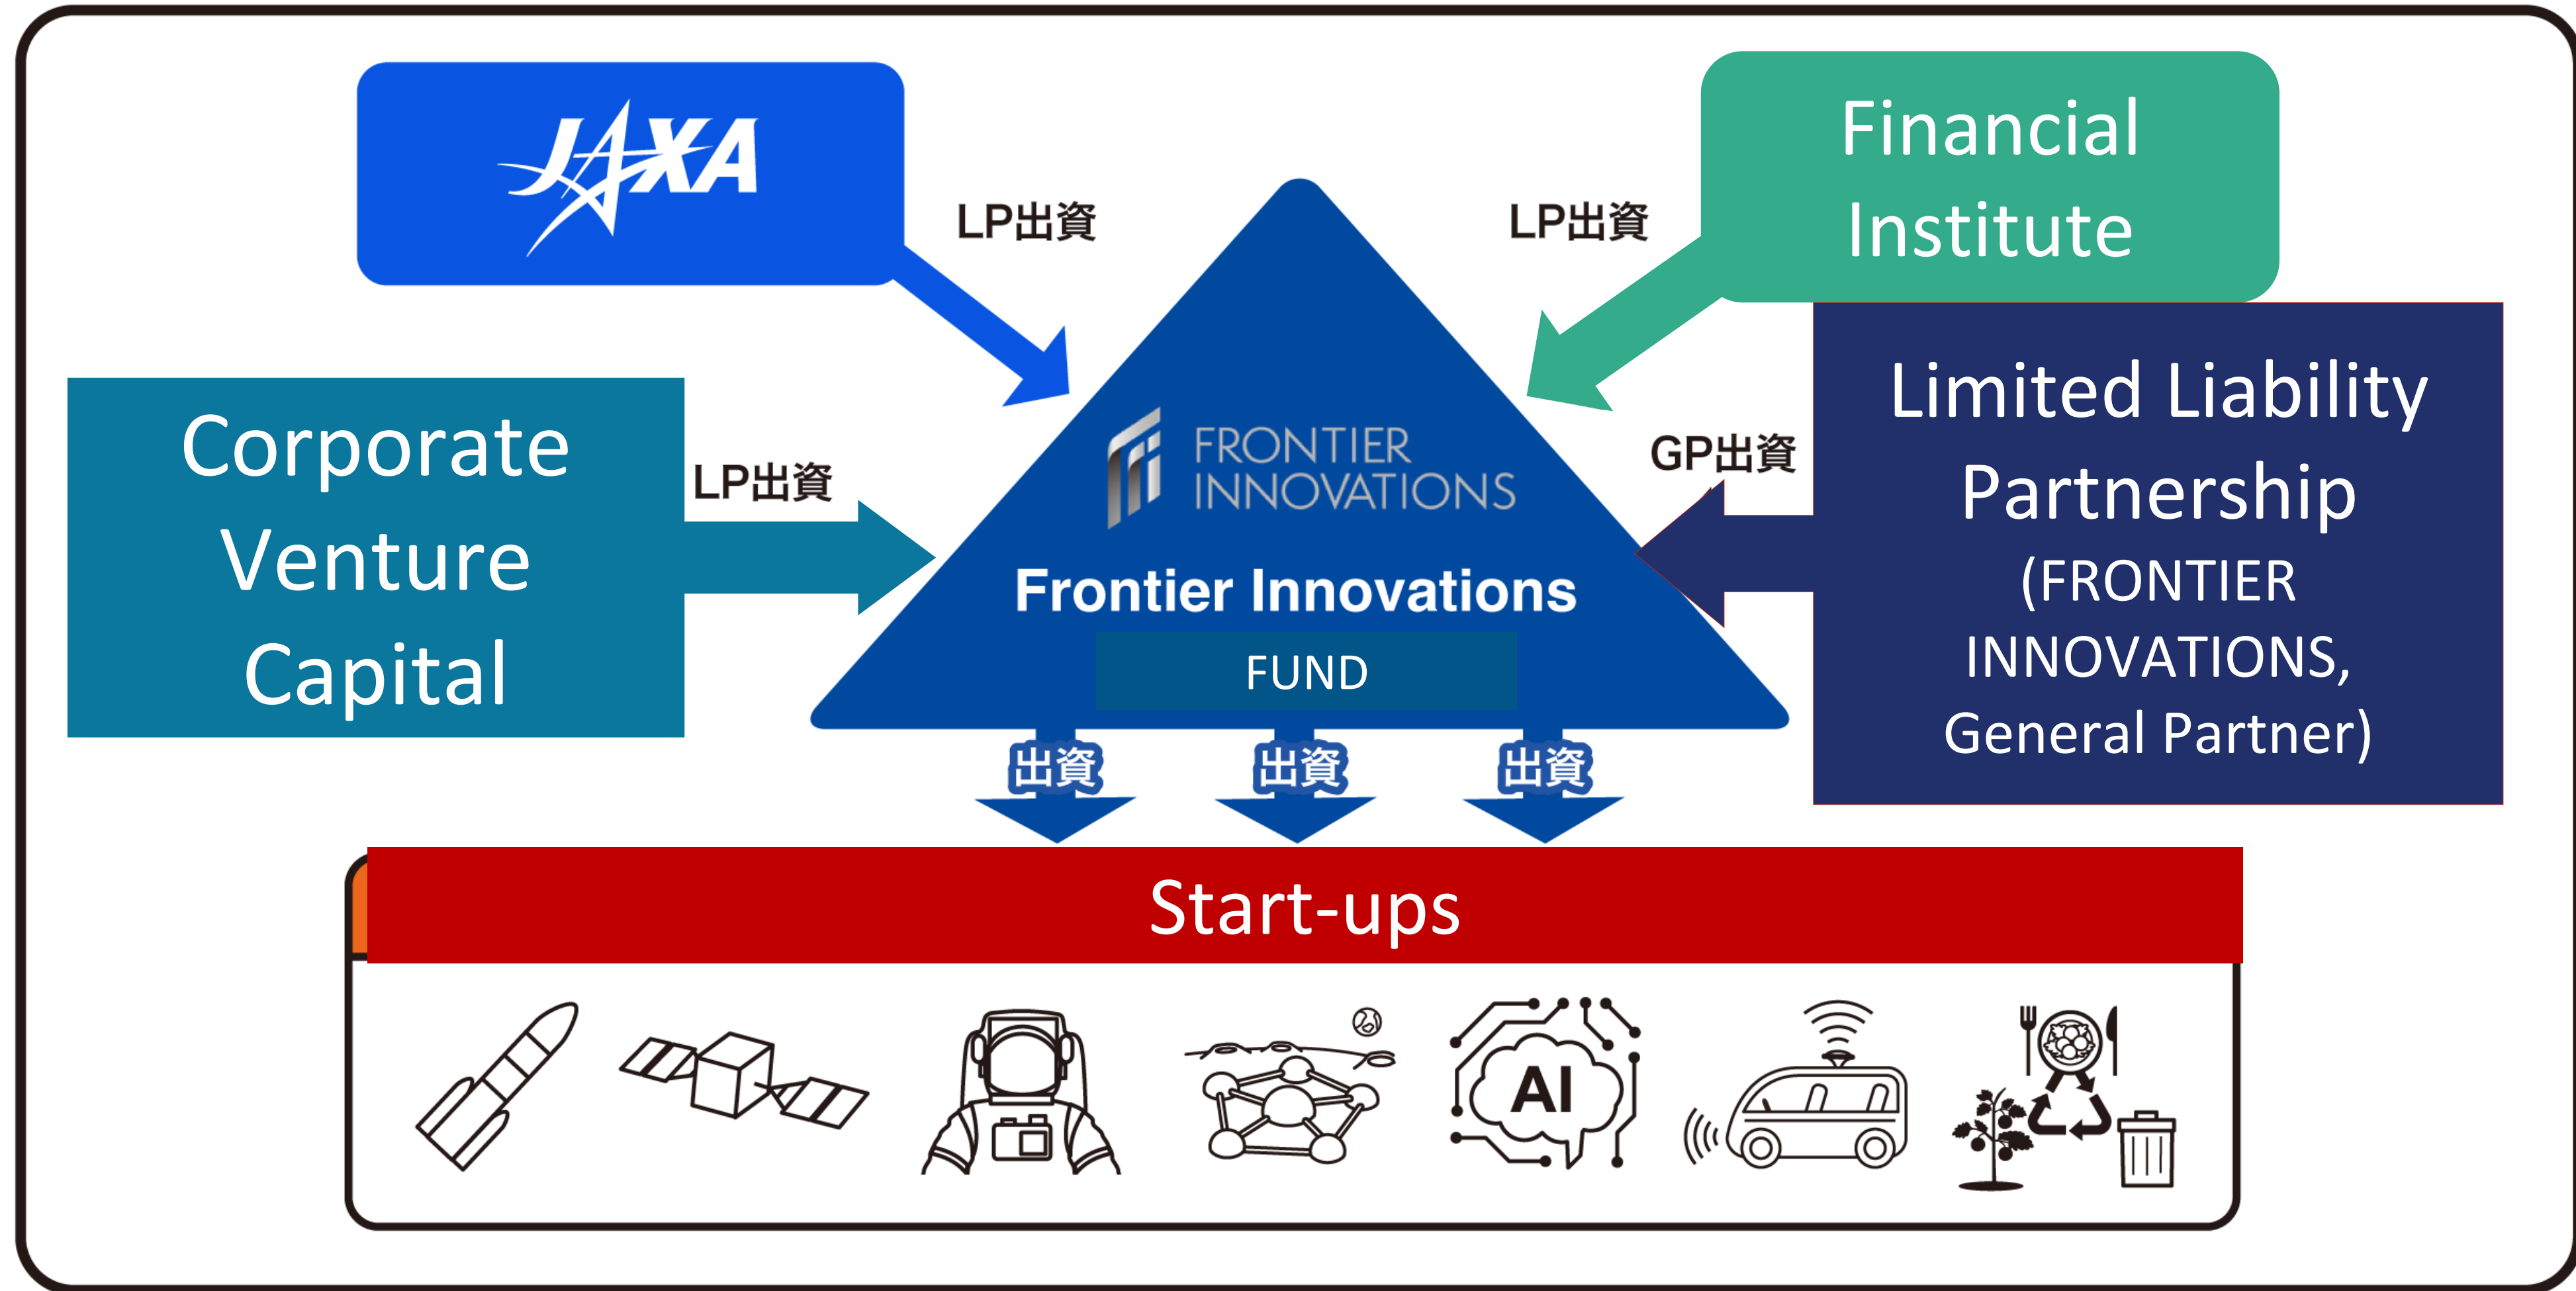 JAXA
LP出資
LP出資
Financial
Institute
Corporate
Venture
Capital
LP出資
FRONTIER
INNOVATIONS
Frontier Innovations
FUND
GP出資
Limited Liability
Partnership
(FRONTIER
INNOVATIONS,
General Partner)
出資
出資
出資
Start-ups
AI